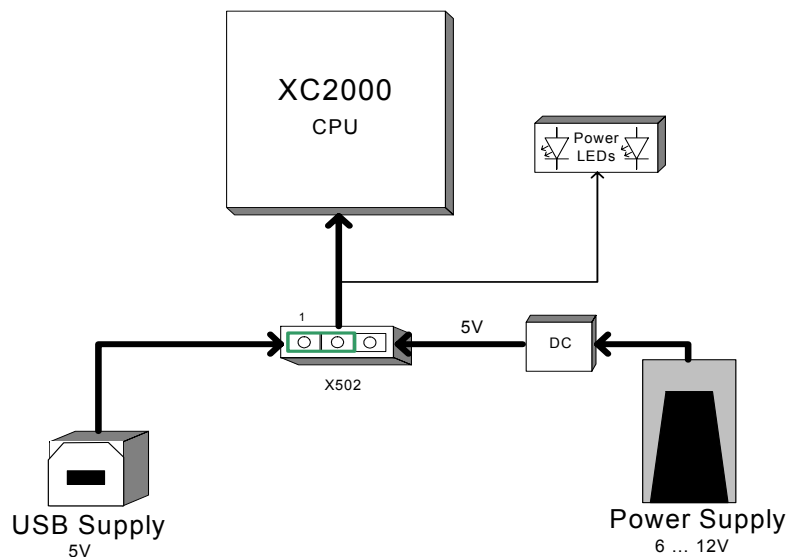 XC2000
CPU
Power
LEDs
1
5V
DC
X502
USB Supply
5V
Power Supply
6 ... 12V